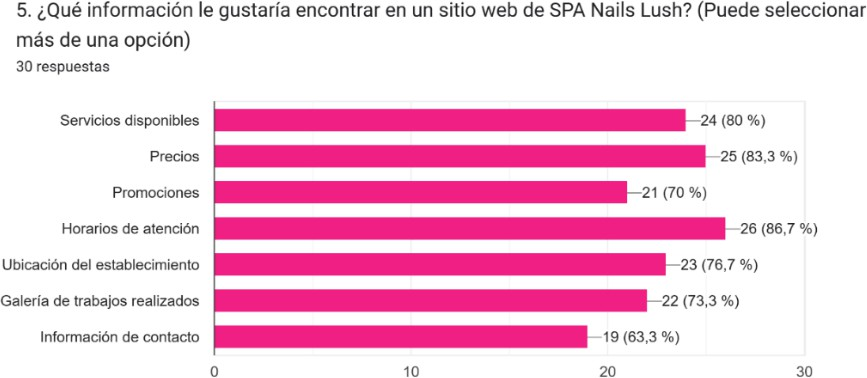 5. ¿Qué información le gustaría encontrar en un sitio web de SPA Nails Lush? (Puede seleccionar
más de una opción)
30 respuestas
Servicios disponibles 24 (80 %)
Precios 25 (83,3 %)
Promociones 21 (70 %)
Horarios de atención 26 (86,7 %)
Ubicación del establecimiento 23 (76,7 %)
Galería de trabajos realizados 22 (73,3 %)
Información de contacto 19 (63,3 %)
0 10 20 30